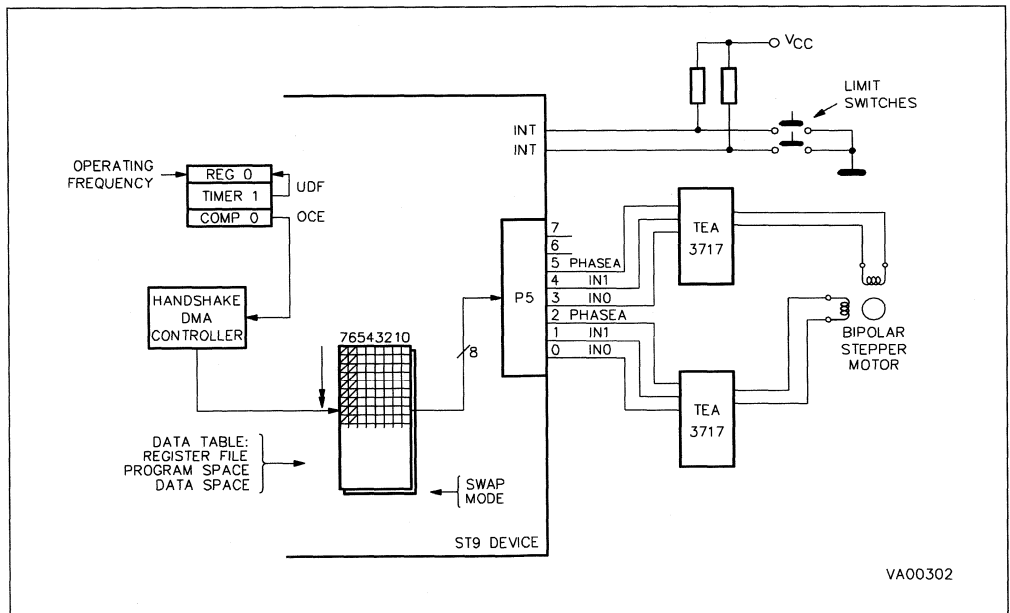 VCC
LIMIT
SWITCHES
INT
INT
OPERATING
FREQUENCY
REG 0
TIMER 1
COMP 0
UDF
OCE
HANDSHAKE
DMA
CONTROLLER
76543210
8
P5
7
6
5 PHASEA
4 IN1
3 IN0
2 PHASEA
1 IN1
0 IN0
TEA
3717
TEA
3717
BIPOLAR
STEPPER
MOTOR
DATA TABLE:
REGISTER FILE
PROGRAM SPACE
DATA SPACE
SWAP
MODE
ST9 DEVICE
VA00302